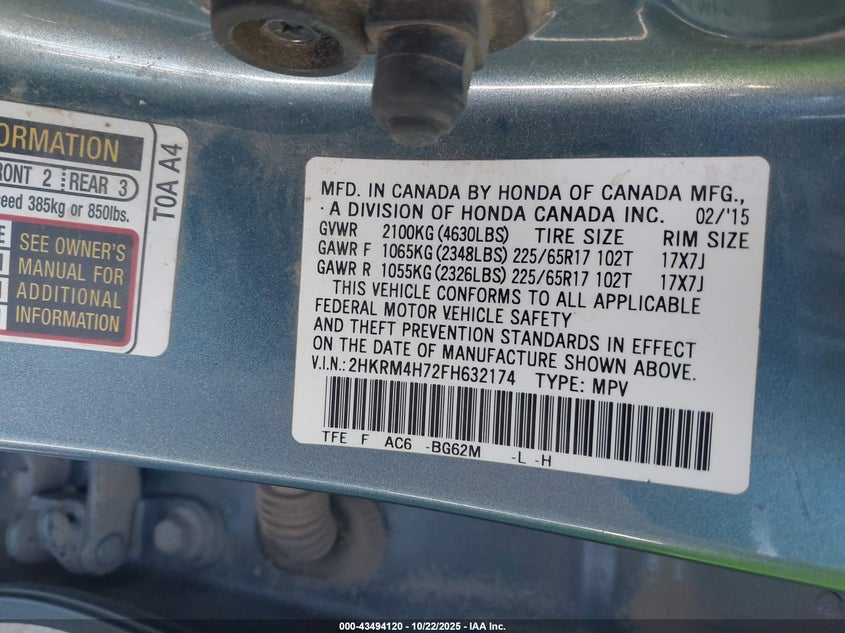 ORMATION
RONT 2 REAR 3
ceed 385kg or 850lbs.
E
SEE OWNER'S
MANUAL FOR
ADDITIONAL
INFORMATION
T0A A4
MFD. IN CANADA BY HONDA OF CANADA MFG.,
A DIVISION OF HONDA CANADA INC. 02/'15
GVWR 2100KG (4630LBS) TIRE SIZE RIM SIZE
GAWR F 1065KG (2348LBS) 225/65R17 102T 17X7J
GAWR R 1055KG (2326LBS) 225/65R17 102T 17X7J
THIS VEHICLE CONFORMS TO ALL APPLICABLE
FEDERAL MOTOR VEHICLE SAFETY
AND THEFT PREVENTION STANDARDS IN EFFECT
ON THE DATE OF MANUFACTURE SHOWN ABOVE.
V.I.N.: 2HKRM4H72FH632174 TYPE: MPV
TFE F AC6 -BG62M -L -H
000-43494120 - 10/22/2025 - IAA Inc.